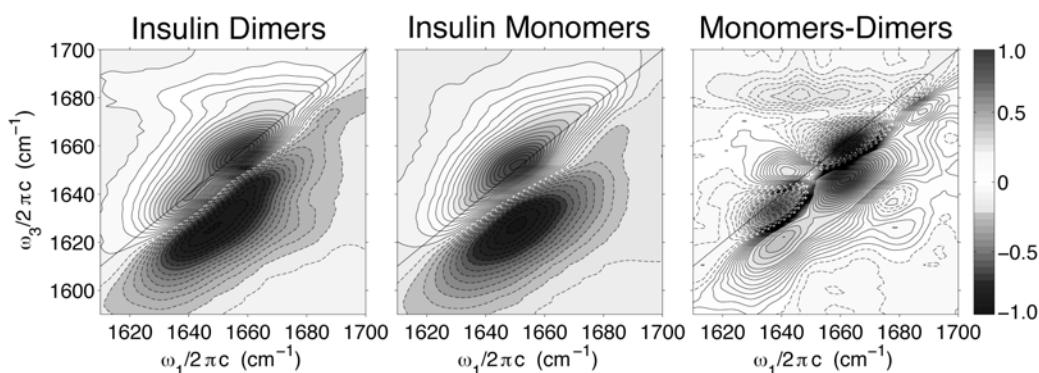 Insulin Dimers
Insulin Monomers
Monomers-Dimers
ω₃/2πc (cm⁻¹)
1700
1680
1660
1640
1620
1600
1620 1640 1660 1680 1700
1620 1640 1660 1680 1700
1620 1640 1660 1680 1700
ω₁/2πc (cm⁻¹)
ω₁/2πc (cm⁻¹)
ω₁/2πc (cm⁻¹)
1.0
0.5
0
−0.5
−1.0